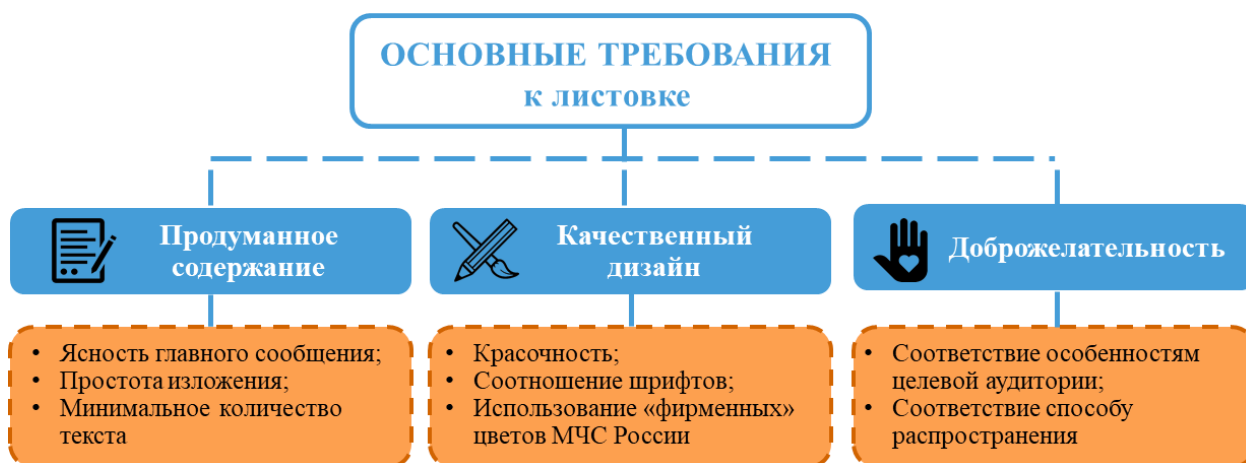 ОСНОВНЫЕ ТРЕБОВАНИЯ
к листовке
Продуманное
содержание
• Ясность главного сообщения;
• Простота изложения;
• Минимальное количество
текста
Качественный
дизайн
• Красочность;
• Соотношение шрифтов;
• Использование «фирменных»
цветов МЧС России
Доброжелательность
• Соответствие особенностям
целевой аудитории;
• Соответствие способу
распространения